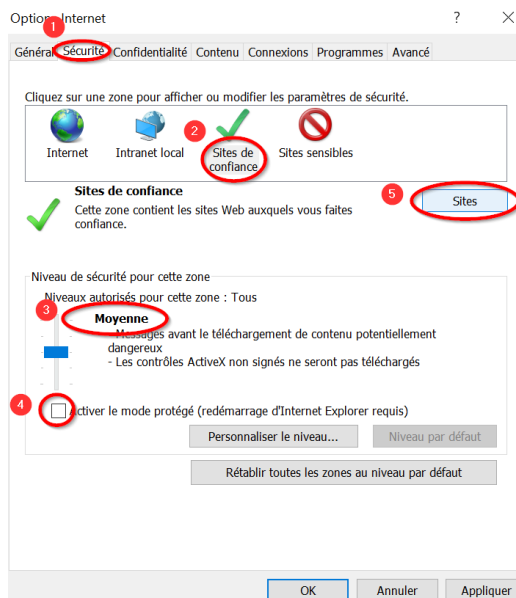 Options Internet
?
1
Général Sécurité Confidentialité Contenu Connexions Programmes Avancé
Cliquez sur une zone pour afficher ou modifier les paramètres de sécurité.
2
Internet Intranet local Sites de confiance Sites sensibles
Sites de confiance
5
Sites
Cette zone contient les sites Web auxquels vous faites
confiance.
Niveau de sécurité pour cette zone
Niveaux autorisés pour cette zone : Tous
3
Moyenne
- Messages avant le téléchargement de contenu potentiellement
dangereux
- Les contrôles ActiveX non signés ne seront pas téléchargés
4
Activer le mode protégé (redémarrage d'Internet Explorer requis)
Personnaliser le niveau... Niveau par défaut
Rétablir toutes les zones au niveau par défaut
OK Annuler Appliquer